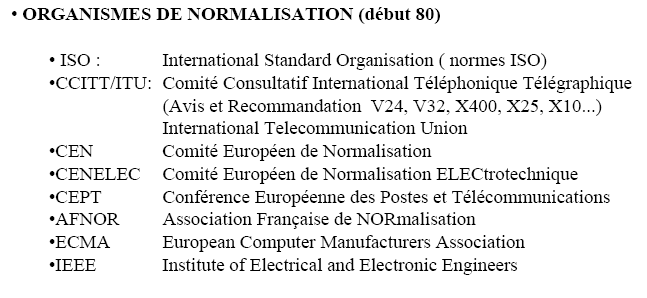 • ORGANISMES DE NORMALISATION (début 80)
• ISO : International Standard Organisation ( normes ISO)
•CCITT/ITU: Comité Consultatif International Téléphonique Télégraphique
(Avis et Recommandation V24, V32, X400, X25, X10...)
International Telecommunication Union
•CEN Comité Européen de Normalisation
•CENELEC Comité Européen de Normalisation ELECtrotechnique
•CEPT Conférence Européenne des Postes et Télécommunications
•AFNOR Association Française de NORmalisation
•ECMA European Computer Manufacturers Association
•IEEE Institute of Electrical and Electronic Engineers